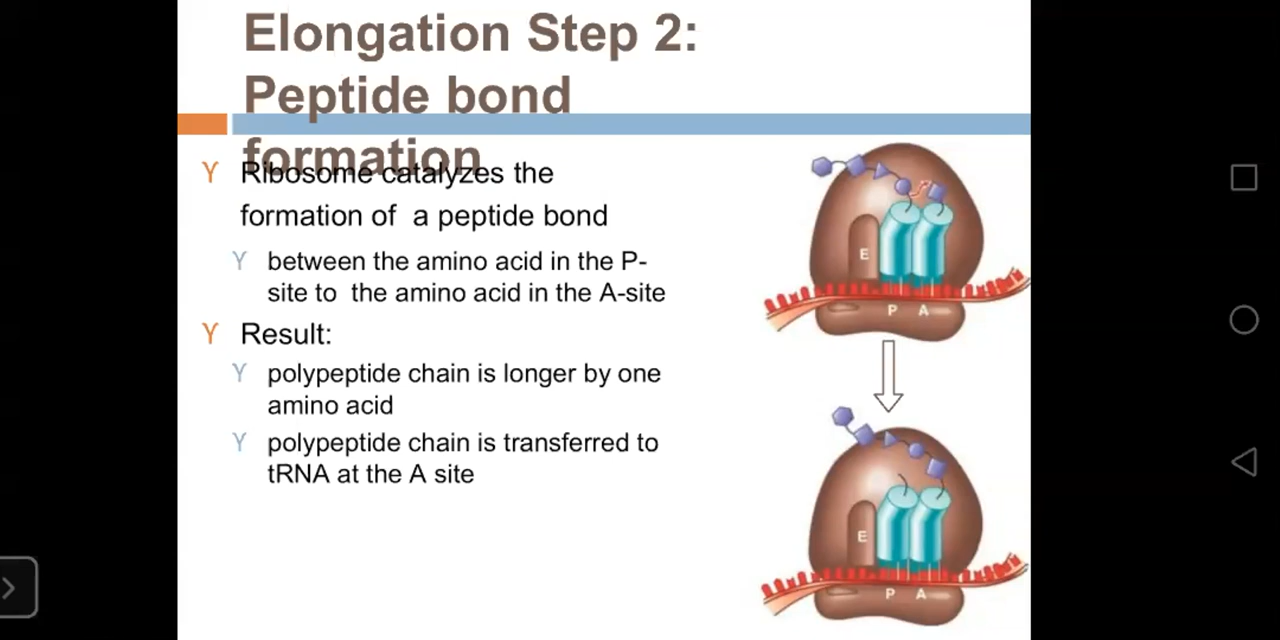 Elongation Step 2:
Peptide bond
formation
Ribosome catalyzes the
formation of a peptide bond
between the amino acid in the P-
site to the amino acid in the A-site
Result:
polypeptide chain is longer by one
amino acid
polypeptide chain is transferred to
tRNA at the A site
E
P A
E
P A